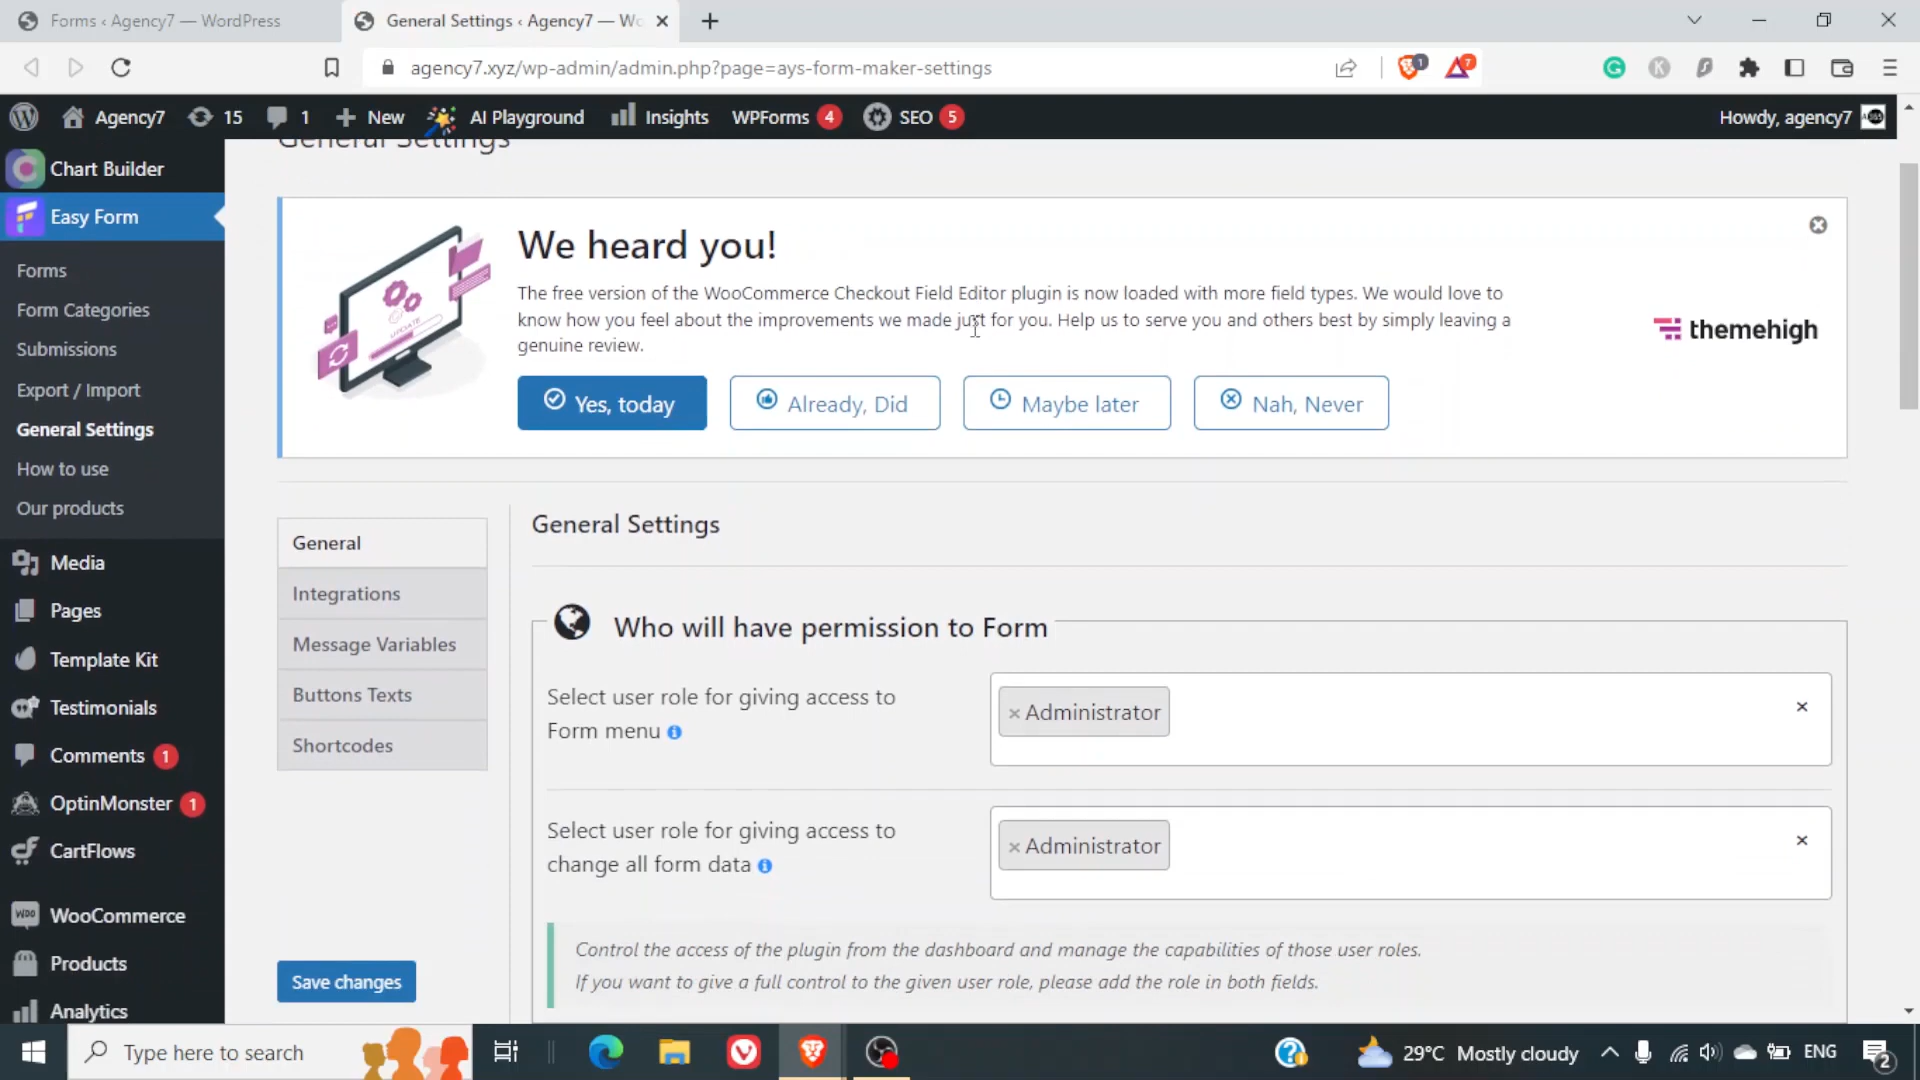 Forms ‹ Agency7 — WordPress
General Settings ‹ Agency7 — Wo
agency7.xyz/wp-admin/admin.php?page=ays-form-maker-settings
1
7
Agency7
15
1
New
AI Playground
Insights
WPForms 4
SEO 5
Howdy, agency7
General Settings
Chart Builder
Easy Form
Forms
Form Categories
Submissions
Export / Import
General Settings
How to use
Our products
Media
Pages
Template Kit
Testimonials
Comments 1
OptinMonster 1
CartFlows
WooCommerce
Products
Analytics
UPDATE
We heard you!
The free version of the WooCommerce Checkout Field Editor plugin is now loaded with more field types. We would love to
know how you feel about the improvements we made just for you. Help us to serve you and others best by simply leaving a
genuine review.
Yes, today
Already, Did
Maybe later
Nah, Never
themehigh
General
Integrations
Message Variables
Buttons Texts
Shortcodes
Save changes
General Settings
Who will have permission to Form
Select user role for giving access to
Form menu
× Administrator
×
Select user role for giving access to
change all form data
× Administrator
×
Control the access of the plugin from the dashboard and manage the capabilities of those user roles.
If you want to give a full control to the given user role, please add the role in both fields.
Type here to search
29°C Mostly cloudy
ENG
2